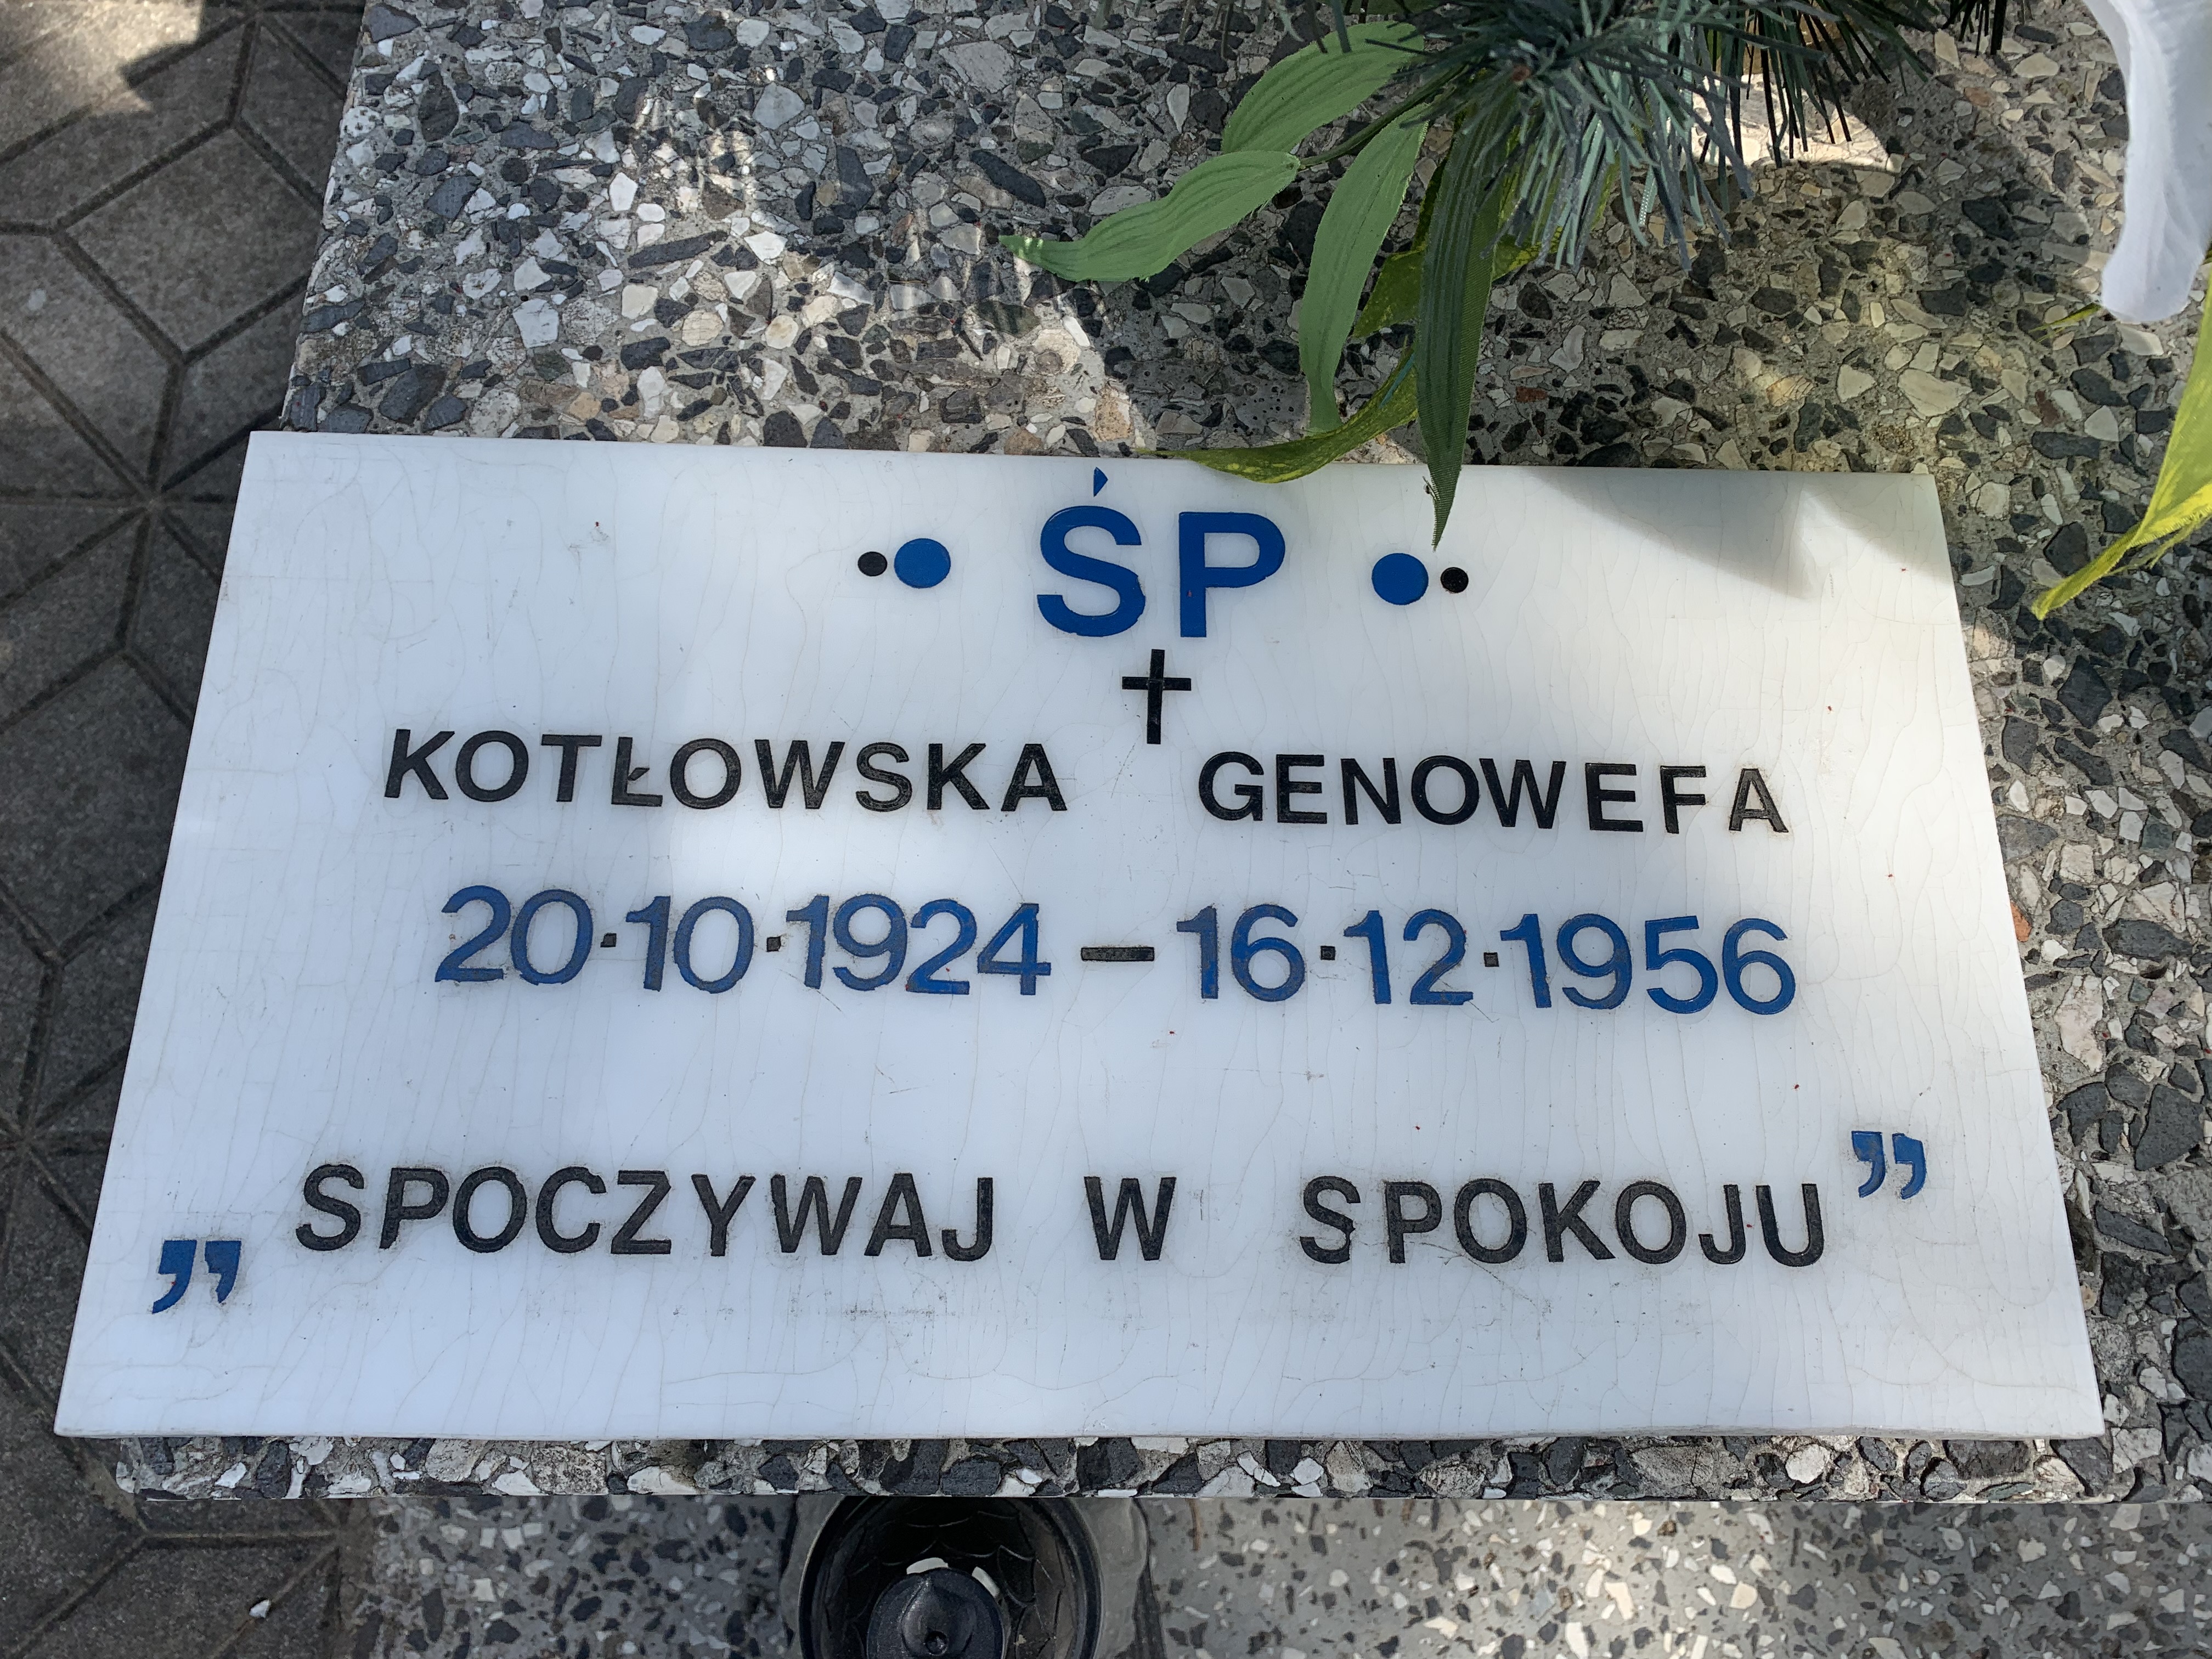 ŚP
KOTŁOWSKA GENOWEFA
20·10·1924 – 16·12·1956
„SPOCZYWAJ W SPOKOJU”